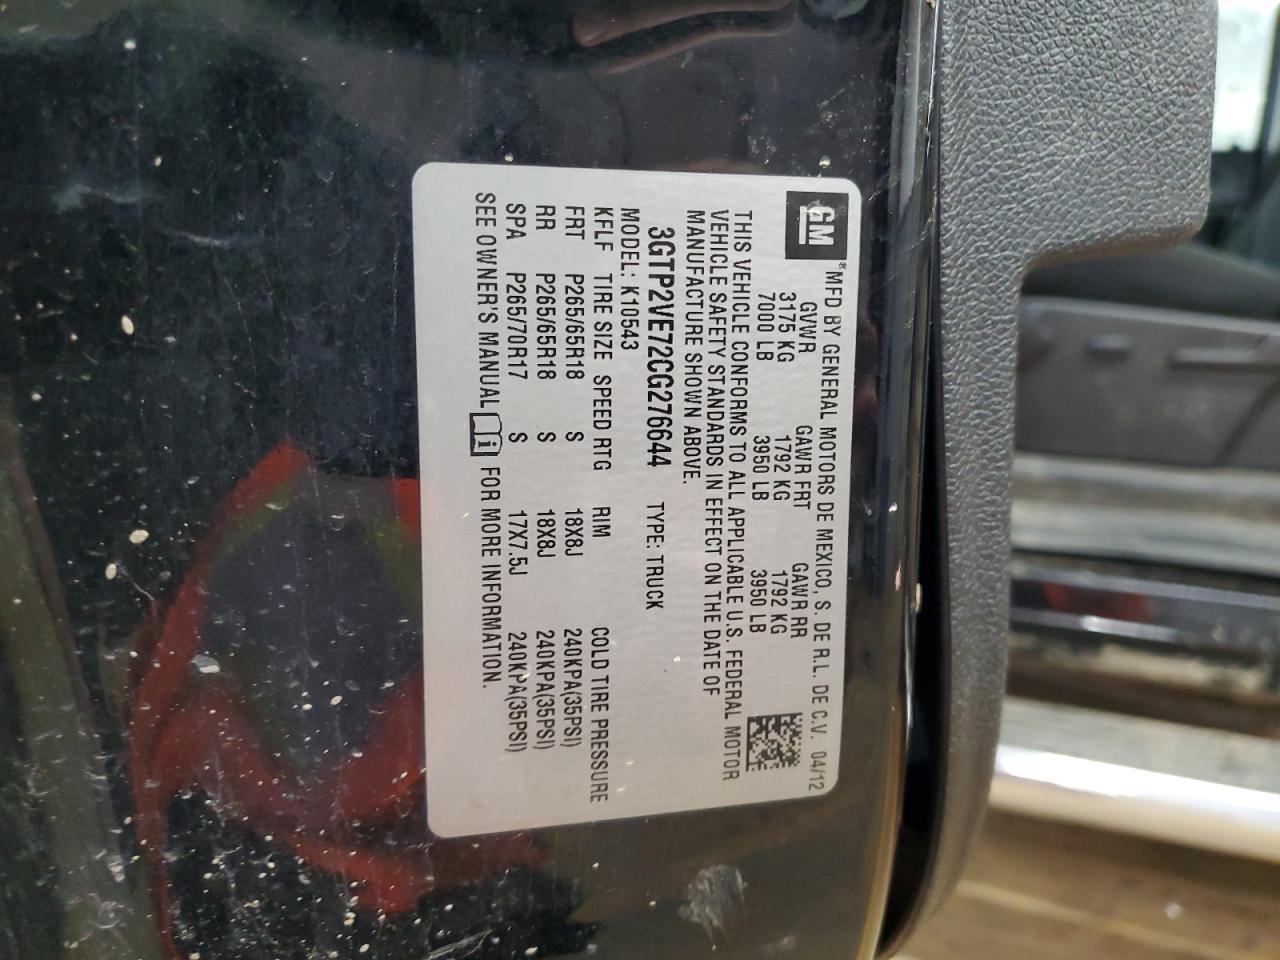 GM
*MFD BY GENERAL MOTORS DE MEXICO, S. DE R.L. DE C.V. 04/12
GVWR GAWR FRT GAWR RR
3175 KG 1792 KG 1792 KG
7000 LB 3950 LB 3950 LB
THIS VEHICLE CONFORMS TO ALL APPLICABLE U.S. FEDERAL MOTOR
VEHICLE SAFETY STANDARDS IN EFFECT ON THE DATE OF
MANUFACTURE SHOWN ABOVE.
3GTP2VE72CG276644 TYPE: TRUCK
MODEL: K10543
KFLF TIRE SIZE SPEED RTG RIM COLD TIRE PRESSURE
FRT P265/65R18 S 18X8J 240KPA(35PSI)
RR P265/65R18 S 18X8J 240KPA(35PSI)
SPA P265/70R17 S 17X7.5J 240KPA(35PSI)
SEE OWNER'S MANUAL i FOR MORE INFORMATION.